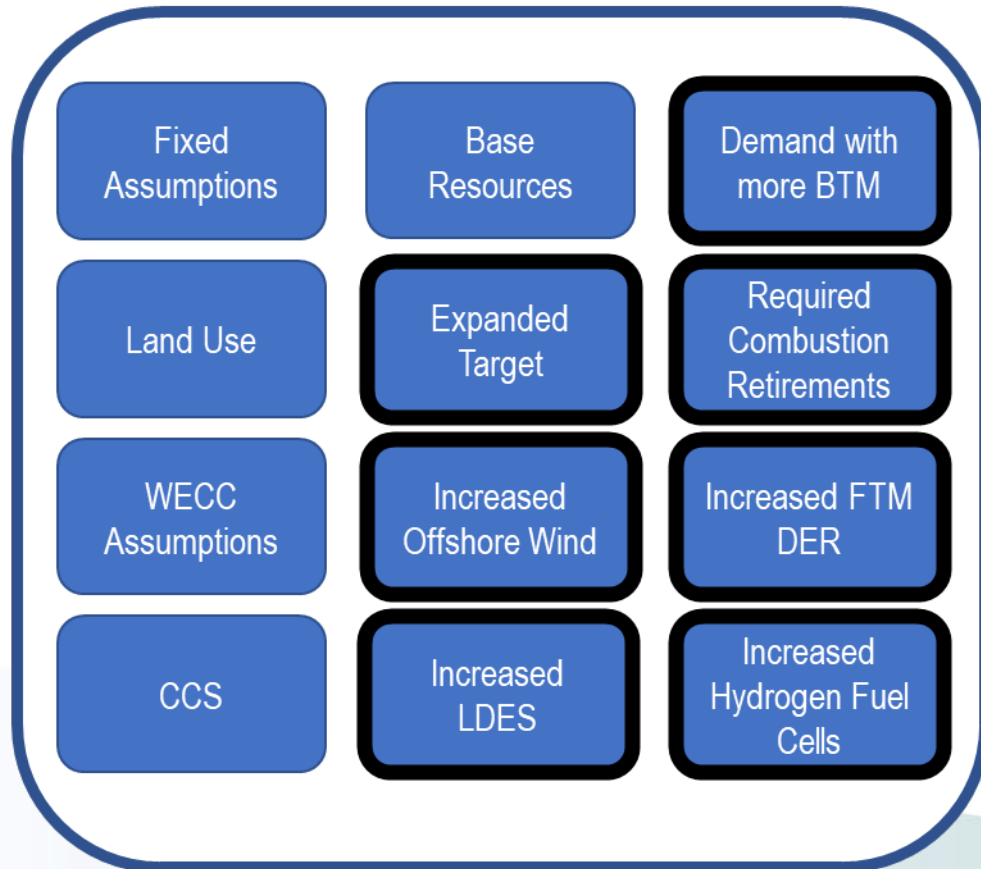 Fixed
Assumptions
Base
Resources
Demand with
more BTM
Land Use
Expanded
Target
Required
Combustion
Retirements
WECC
Assumptions
Increased
Offshore Wind
Increased FTM
DER
CCS
Increased
LDES
Increased
Hydrogen Fuel
Cells